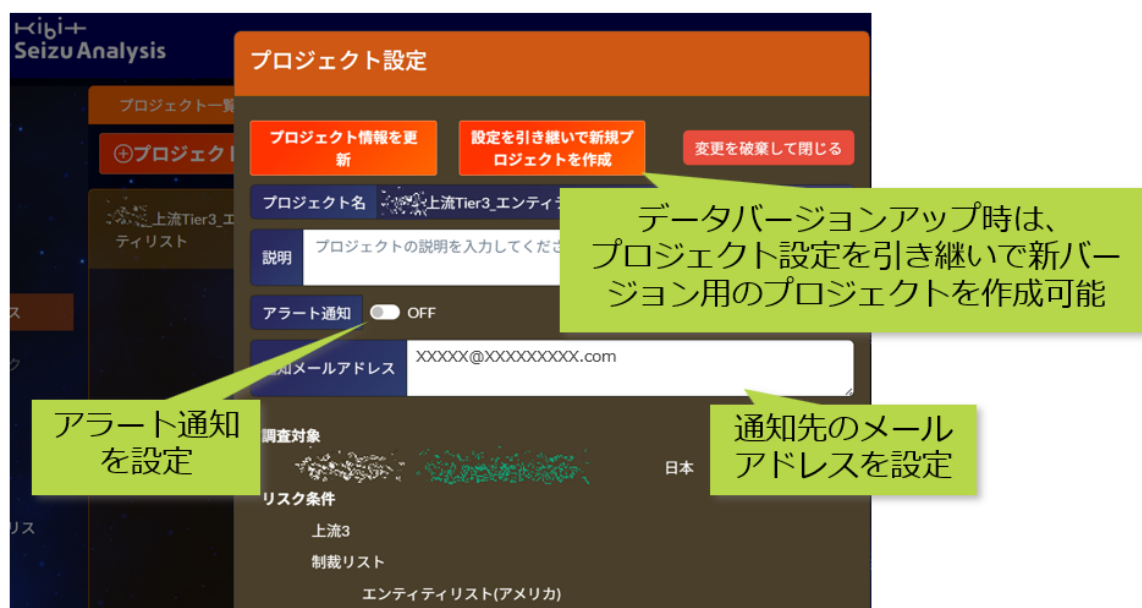 KIBIT
Seizu Analysis
プロジェクト設定
プロジェクト一覧
プロジェクト情報を更
新
設定を引き継いで新規プ
ロジェクトを作成
変更を破棄して閉じる
プロジェクト
プロジェクト名
上流Tier3_エンティテ
上流Tier3_エ
ティリスト
データバージョンアップ時は、
プロジェクト設定を引き継いで新バー
ジョン用のプロジェクトを作成可能
説明
プロジェクトの説明を入力してくださ
アラート通知
OFF
ス
メールアドレス
XXXXX@XXXXXXXXX.com
ク
アラート通知
を設定
通知先のメール
アドレスを設定
調査対象
日本
リスク条件
上流3
リス
制裁リスト
エンティティリスト(アメリカ)